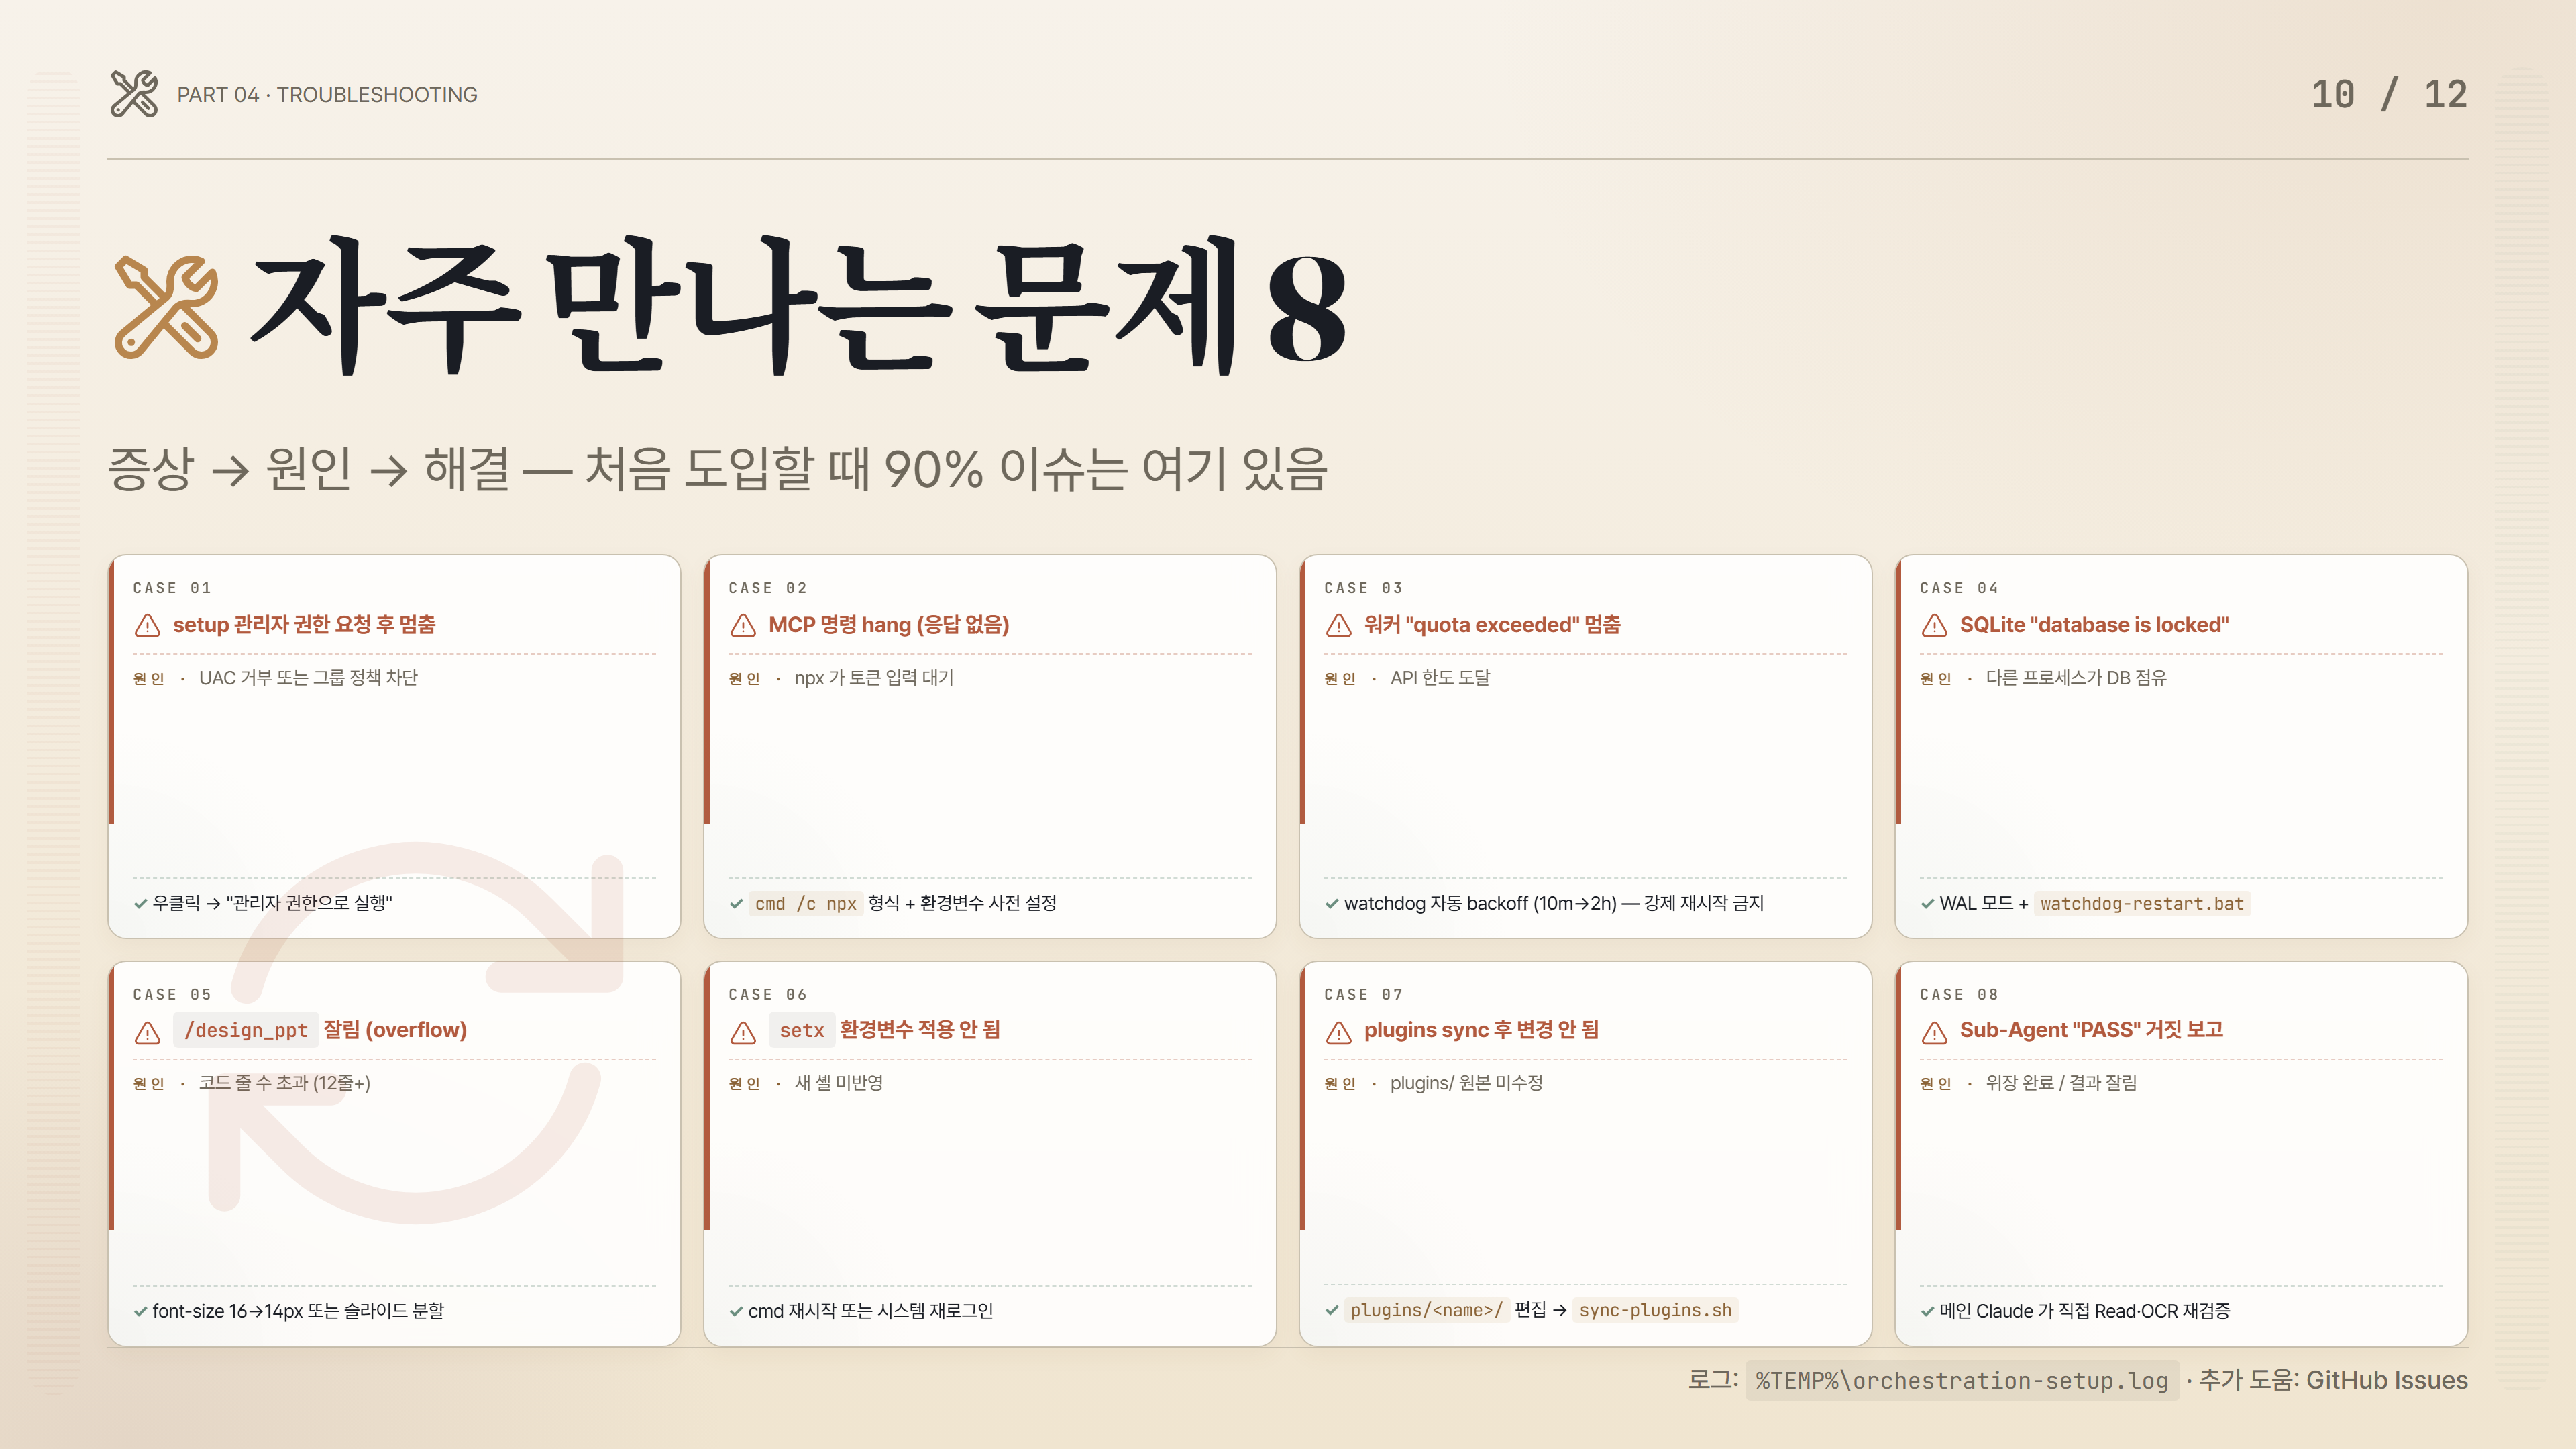 PART 04 · TROUBLESHOOTING
10 / 12
자주 만나는 문제 8
증상 → 원인 → 해결 — 처음 도입할 때 90% 이슈는 여기 있음
CASE 01
setup 관리자 권한 요청 후 멈춤
원인 · UAC 거부 또는 그룹 정책 차단
✓ 우클릭 → "관리자 권한으로 실행"
CASE 02
MCP 명령 hang (응답 없음)
원인 · npx 가 토큰 입력 대기
✓ cmd /c npx 형식 + 환경변수 사전 설정
CASE 03
워커 "quota exceeded" 멈춤
원인 · API 한도 도달
✓ watchdog 자동 backoff (10m→2h) — 강제 재시작 금지
CASE 04
SQLite "database is locked"
원인 · 다른 프로세스가 DB 점유
✓ WAL 모드 + watchdog-restart.bat
CASE 05
/design_ppt 잘림 (overflow)
원인 · 코드 줄 수 초과 (12줄+)
✓ font-size 16→14px 또는 슬라이드 분할
CASE 06
setx 환경변수 적용 안 됨
원인 · 새 셸 미반영
✓ cmd 재시작 또는 시스템 재로그인
CASE 07
plugins sync 후 변경 안 됨
원인 · plugins/ 원본 미수정
✓ plugins/<name>/ 편집 → sync-plugins.sh
CASE 08
Sub-Agent "PASS" 거짓 보고
원인 · 위장 완료 / 결과 잘림
✓ 메인 Claude 가 직접 Read·OCR 재검증
로그: %TEMP%\orchestration-setup.log · 추가 도움: GitHub Issues